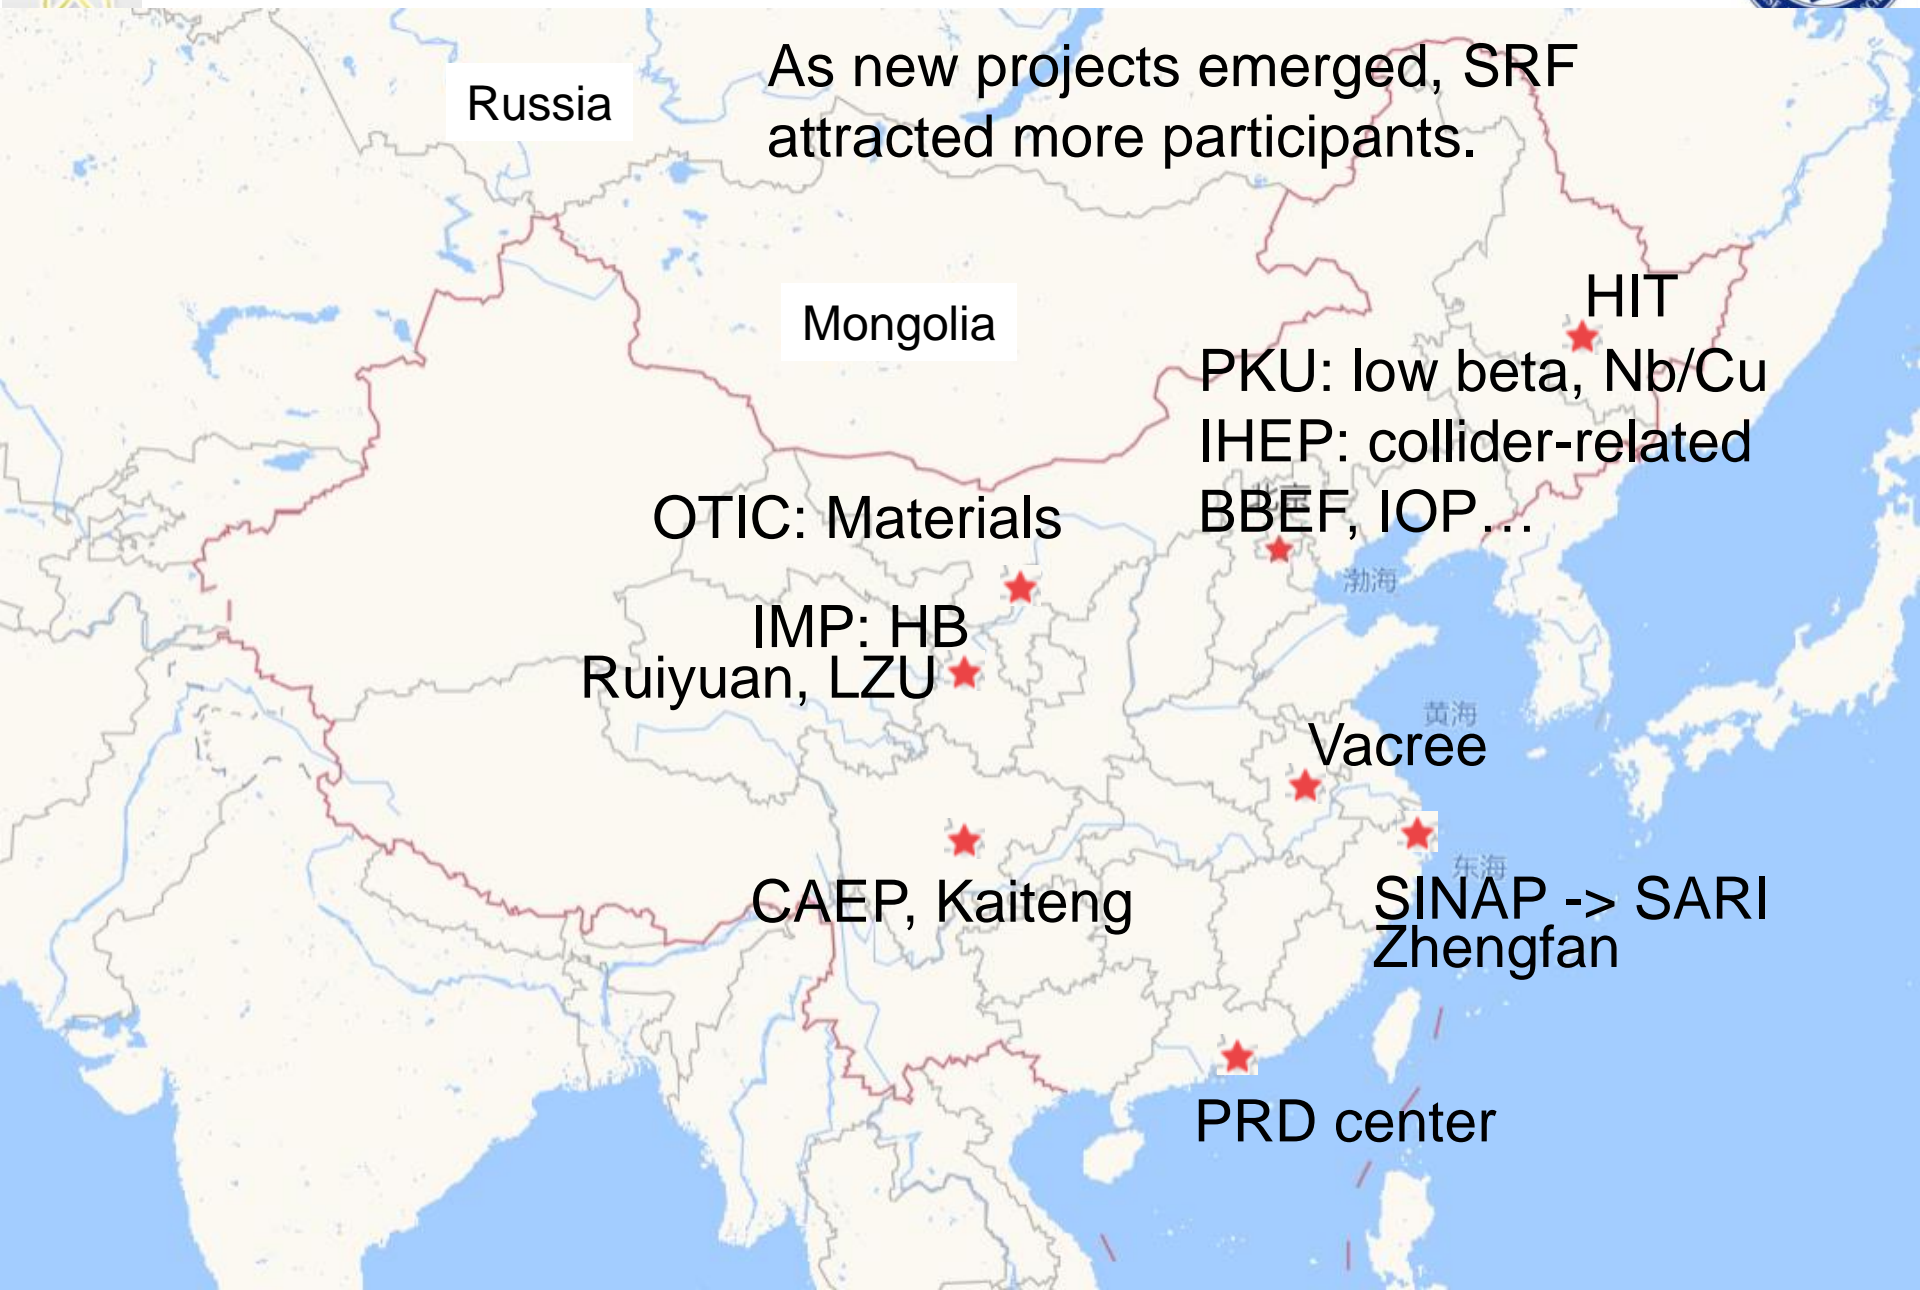 As new projects emerged, SRF
attracted more participants.
Russia
Mongolia
HIT
PKU: low beta, Nb/Cu
IHEP: collider-related
BBEF, IOP…
北京
OTIC: Materials
渤海
IMP: HB
Ruiyuan, LZU
黄海
Vacree
东海
CAEP, Kaiteng
SINAP -> SARI
Zhengfan
PRD center